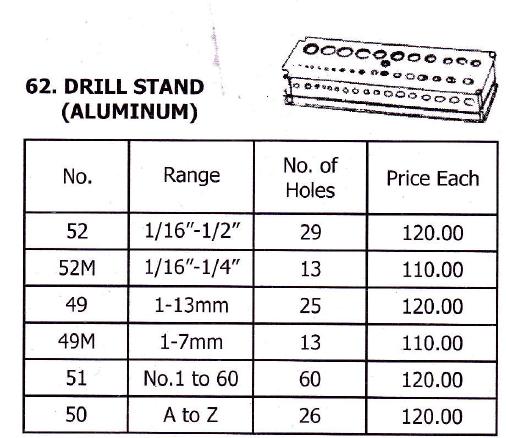 62. DRILL STAND
(ALUMINUM)
No. Range No. of Holes Price Each
52 1/16"-1/2" 29 120.00
52M 1/16"-1/4" 13 110.00
49 1-13mm 25 120.00
49M 1-7mm 13 110.00
51 No.1 to 60 60 120.00
50 A to Z 26 120.00